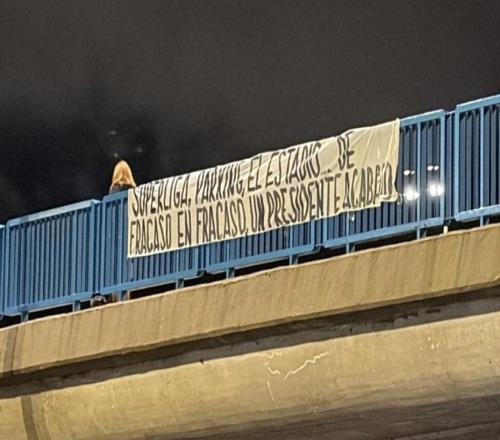 SUPERLIGA, PARKING, EL ESTADIO... DE
FRACASO EN FRACASO, UN PRESIDENTE ACABADO